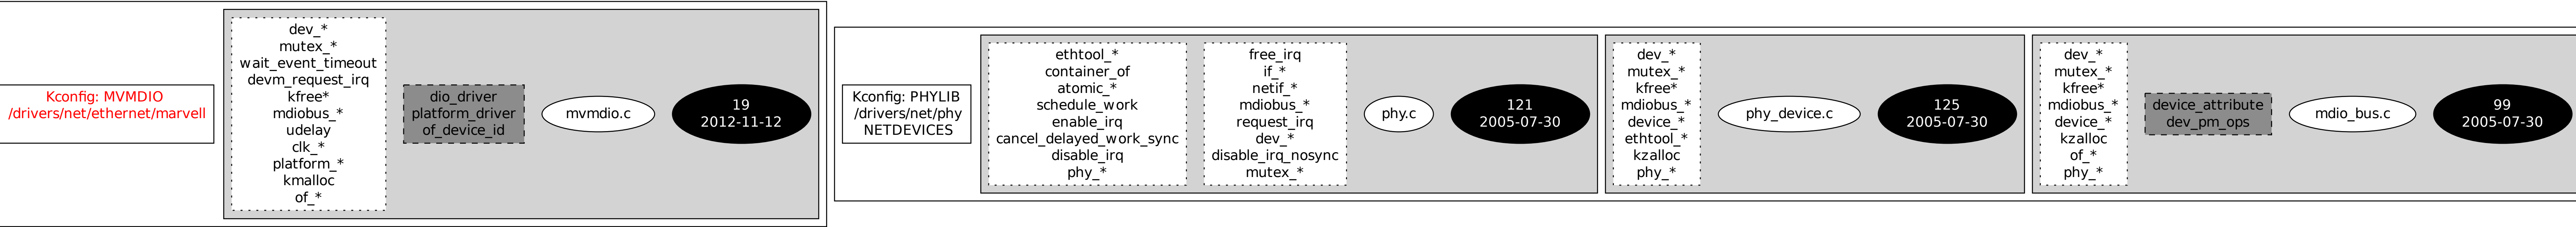 Kconfig: MVMDIO
/drivers/net/ethernet/marvell
dev_*
mutex_*
wait_event_timeout
devm_request_irq
kfree*
mdiobus_*
udelay
clk_*
platform_*
kmalloc
of_*
dio_driver
platform_driver
of_device_id
mvmdio.c
19
2012-11-12
Kconfig: PHYLIB
/drivers/net/phy
NETDEVICES
ethtool_*
container_of
atomic_*
schedule_work
enable_irq
cancel_delayed_work_sync
disable_irq
phy_*
free_irq
if_*
netif_*
mdiobus_*
request_irq
dev_*
disable_irq_nosync
mutex_*
phy.c
121
2005-07-30
dev_*
mutex_*
kfree*
mdiobus_*
device_*
ethtool_*
kzalloc
phy_*
phy_device.c
125
2005-07-30
dev_*
mutex_*
kfree*
mdiobus_*
device_*
kzalloc
of_*
phy_*
device_attribute
dev_pm_ops
mdio_bus.c
99
2005-07-30